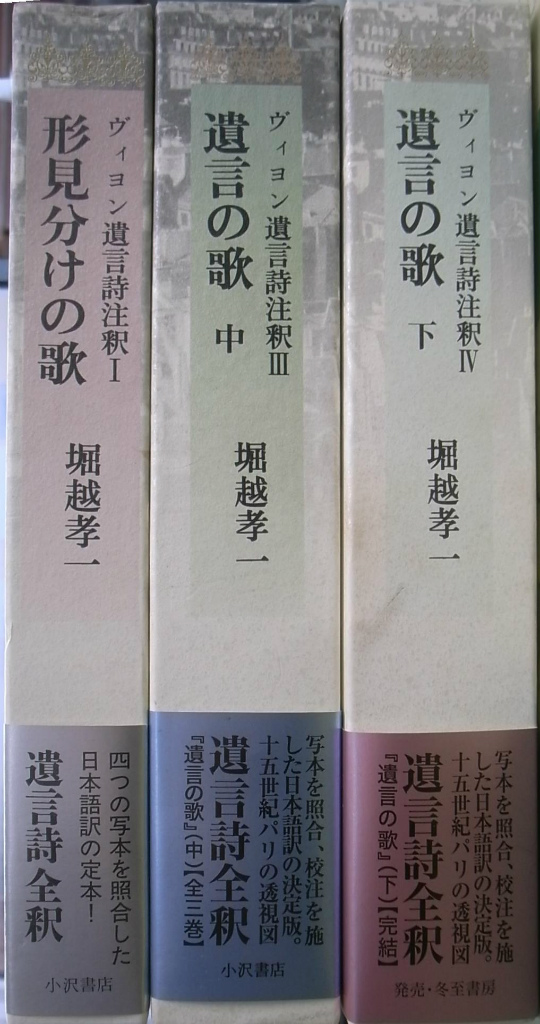 ヴィヨン遺言詩注釈Ⅰ
形見分けの歌
堀越孝一
四つの写本を照合した
日本語訳の定本！
遺言詩全釈
小沢書店
ヴィヨン遺言詩注釈Ⅲ
遺言の歌 中
堀越孝一
写本を照合、校注を施
した日本語訳の決定版。
十五世紀パリの透視図
遺言詩全釈
『遺言の歌』(中)【全三巻】
小沢書店
ヴィヨン遺言詩注釈Ⅳ
遺言の歌 下
堀越孝一
写本を照合、校注を施
した日本語訳の決定版。
十五世紀パリの透視図
遺言詩全釈
『遺言の歌』(下)【完結】
発売・冬至書房